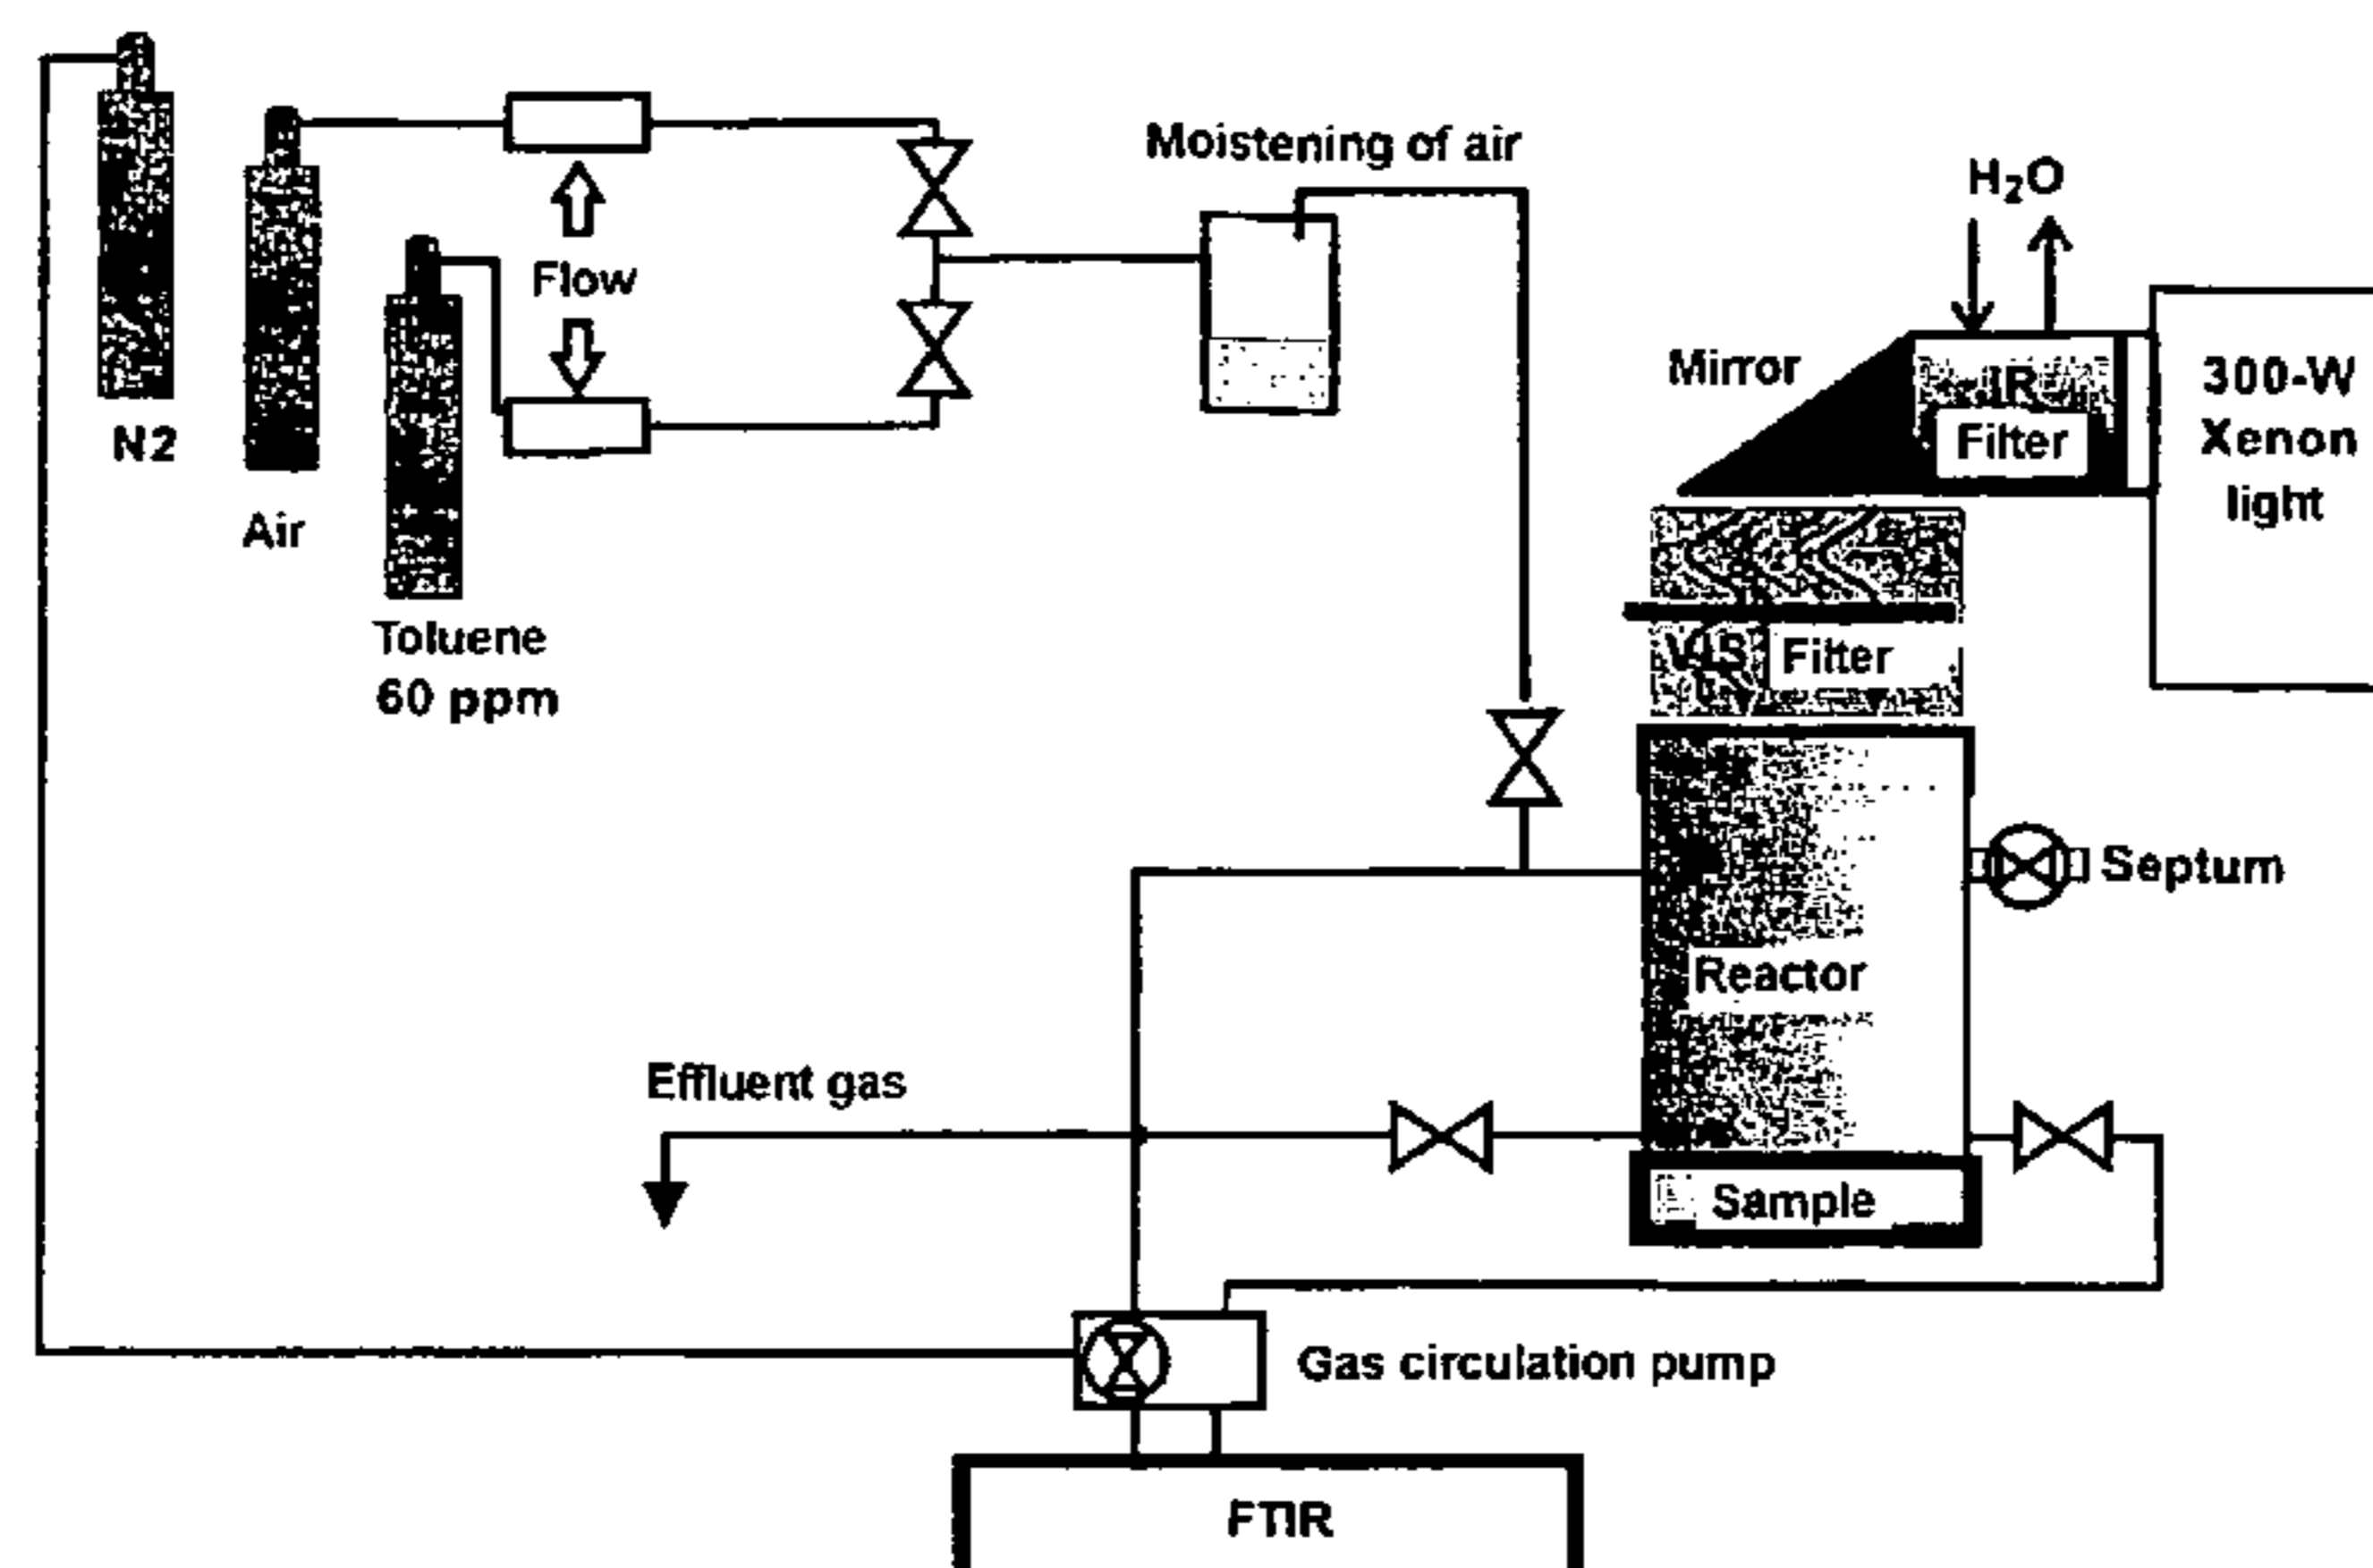 N2
Air
Toluene
60 ppm
Flow
Moistening of air
H2O
Mirror
IR
Filter
300-W
Xenon
light
VIS
Filter
Septum
Reactor
Effluent gas
Sample
Gas circulation pump
FTIR